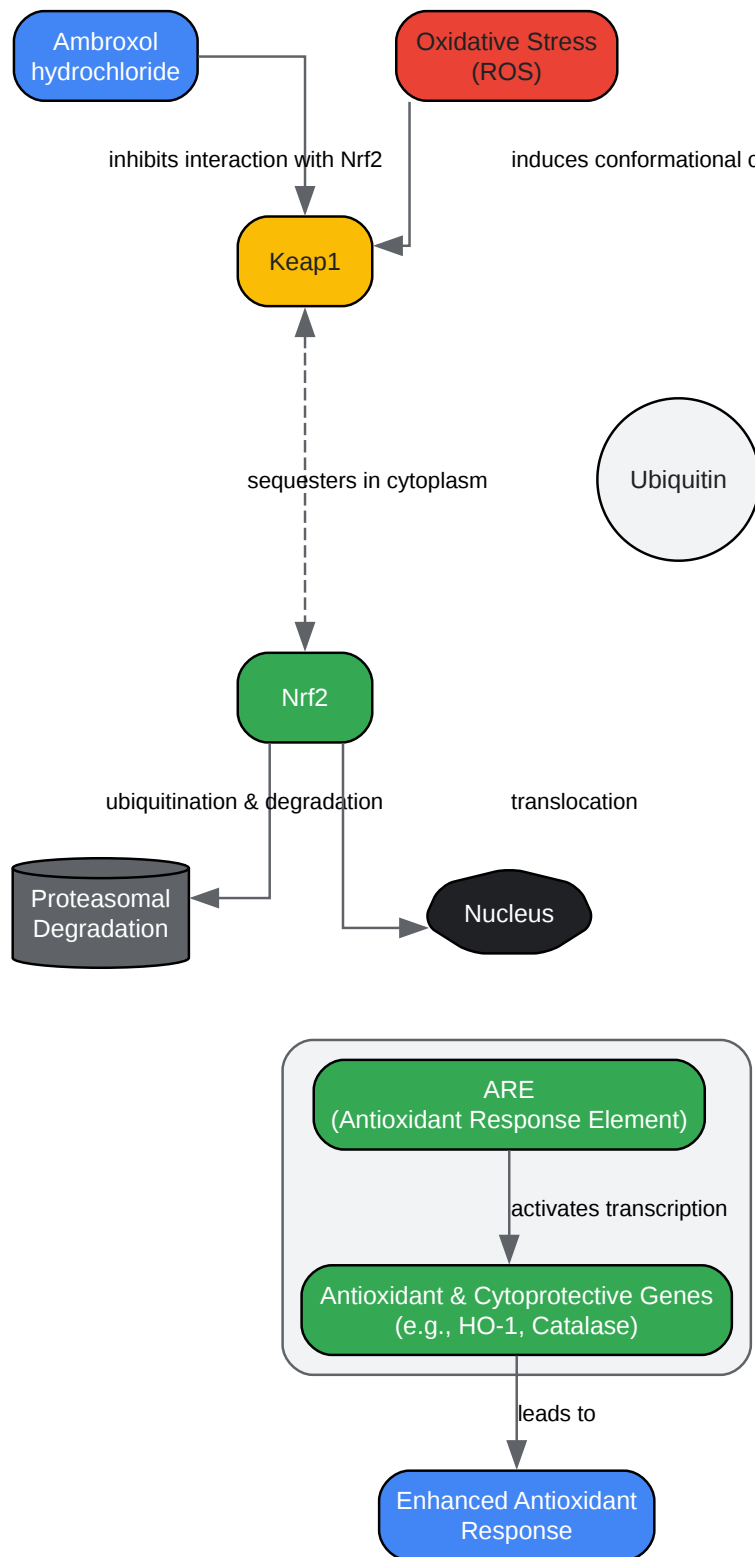 Ambroxol
hydrochloride
Oxidative Stress
(ROS)
inhibits interaction with Nrf2
induces conformational
Keap1
sequesters in cytoplasm
Ubiquitin
Nrf2
ubiquitination & degradation
translocation
Proteasomal
Degradation
Nucleus
ARE
(Antioxidant Response Element)
activates transcription
Antioxidant & Cytoprotective Genes
(e.g., HO-1, Catalase)
leads to
Enhanced Antioxidant
Response